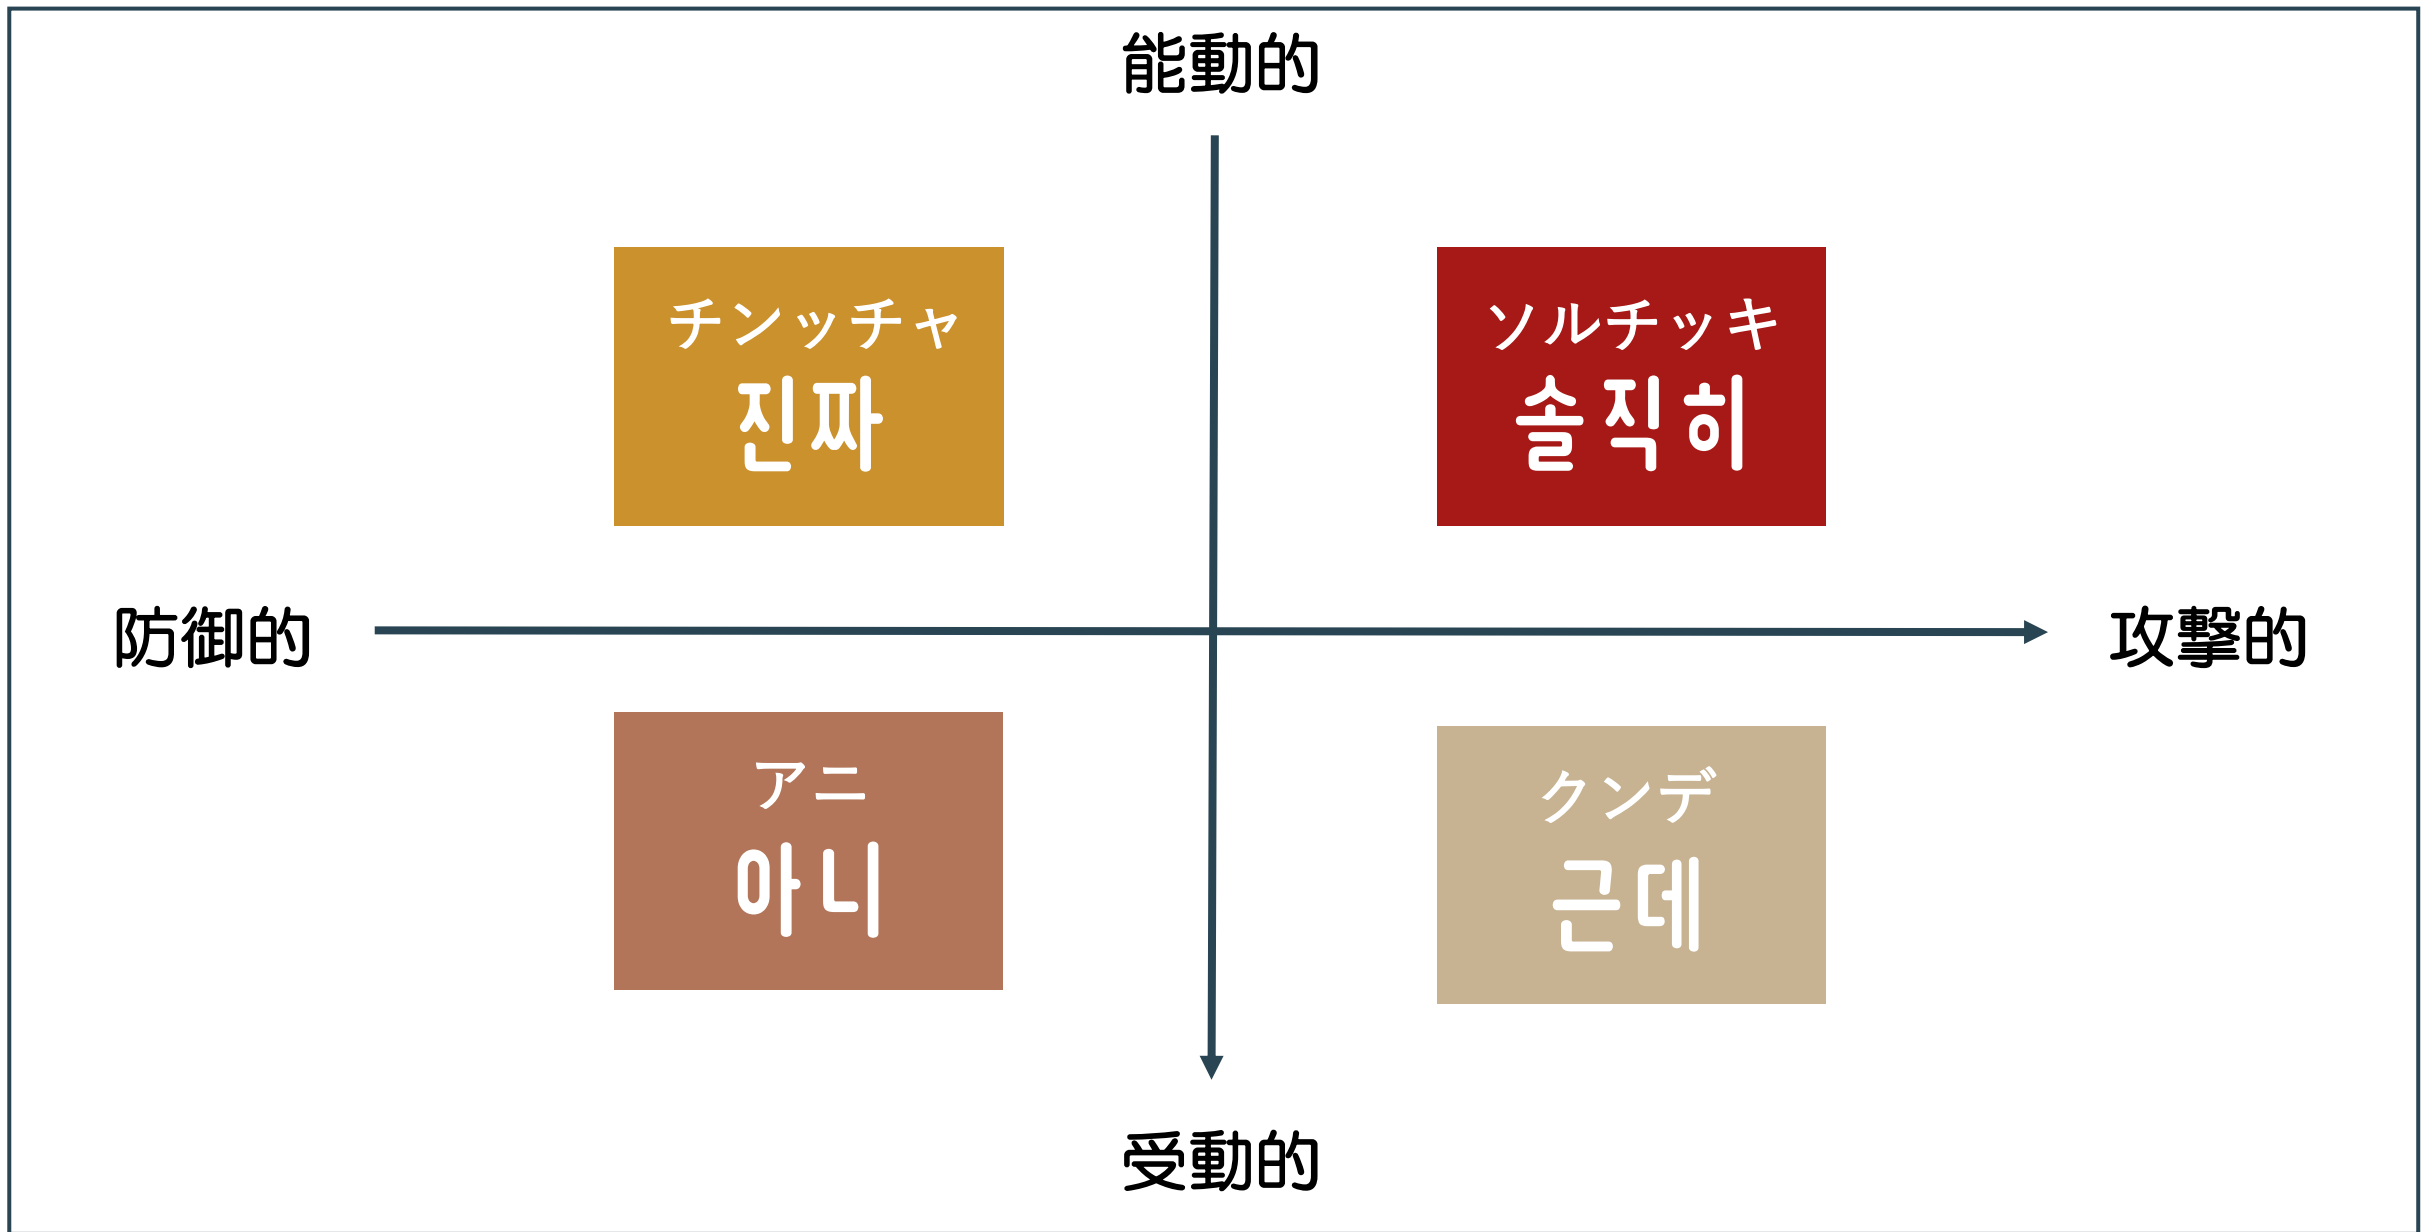 能動的
チンッチャ
진짜
ソルチッキ
솔직히
防御的
攻撃的
アニ
아니
クンデ
근데
受動的